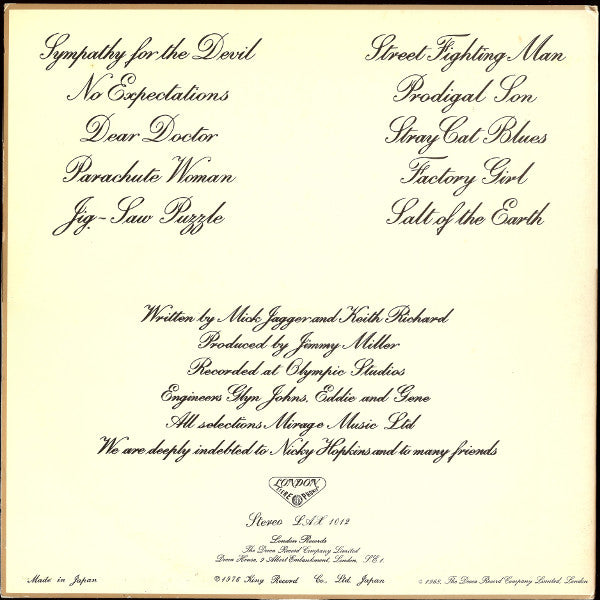 Sympathy for the Devil
No Expectations
Dear Doctor
Parachute Woman
Jig-Saw Puzzle
Street Fighting Man
Prodigal Son
Stray Cat Blues
Factory Girl
Salt of the Earth
Written by Mick Jagger and Keith Richard
Produced by Jimmy Miller
Recorded at Olympic Studios
Engineers Glyn Johns, Eddie and Gene
All selections Mirage Music Ltd
We are deeply indebted to Nicky Hopkins and to many friends
LONDON
Stereo LAX 1012
London Records
The Decca Record Company Limited
Decca House, 9 Albert Embankment, London, S.E.1.
Made in Japan
℗1976 King Record Co. Ltd. Japan
© 1968, The Decca Record Company Limited, London